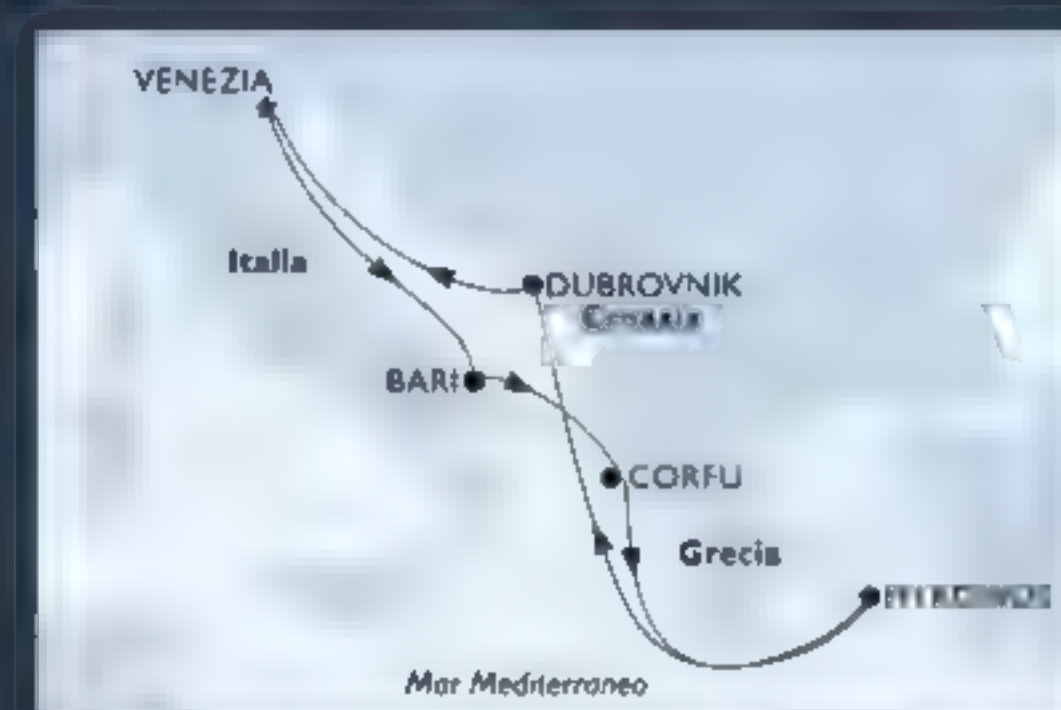 VENEZIA
Italia
DUBROVNIK
BARI
CORFU
Grecia
Mar Mediterraneo